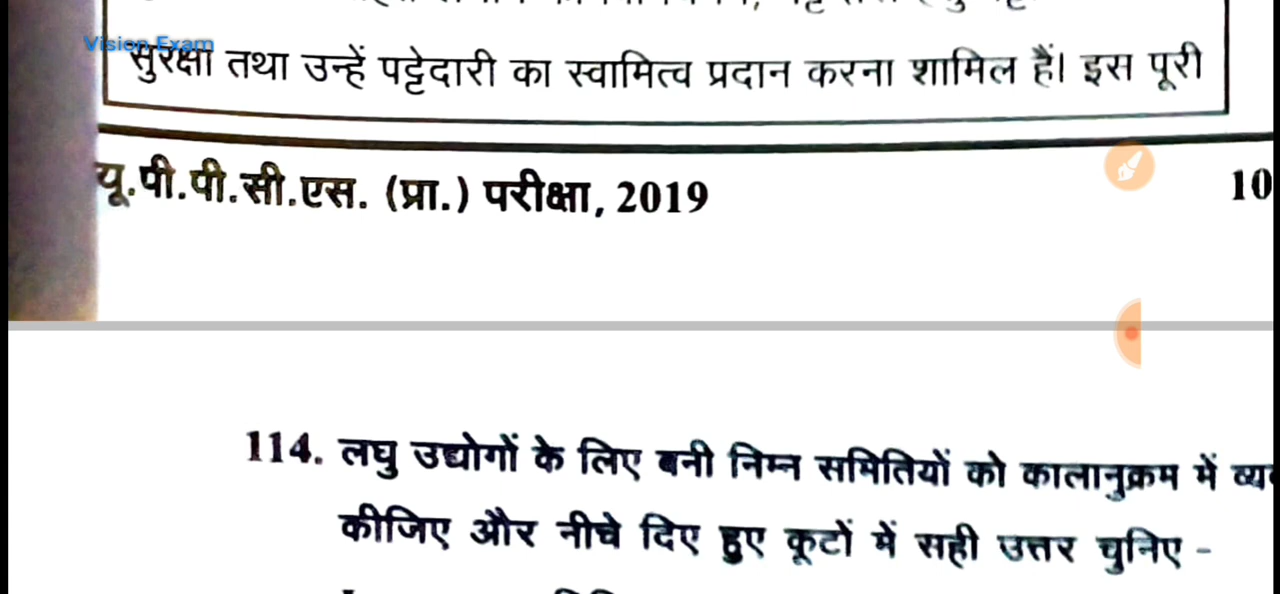 Vision Exam
सुरक्षा तथा उन्हें पट्टेदारी का स्वामित्व प्रदान करना शामिल हैं। इस पूरी
यू.पी.पी.सी.एस. (प्रा.) परीक्षा, 2019 10
114. लघु उद्योगों के लिए बनी निम्न समितियों को कालानुक्रम में
कीजिए और नीचे दिए हुए कूटों में सही उत्तर चुनिए -